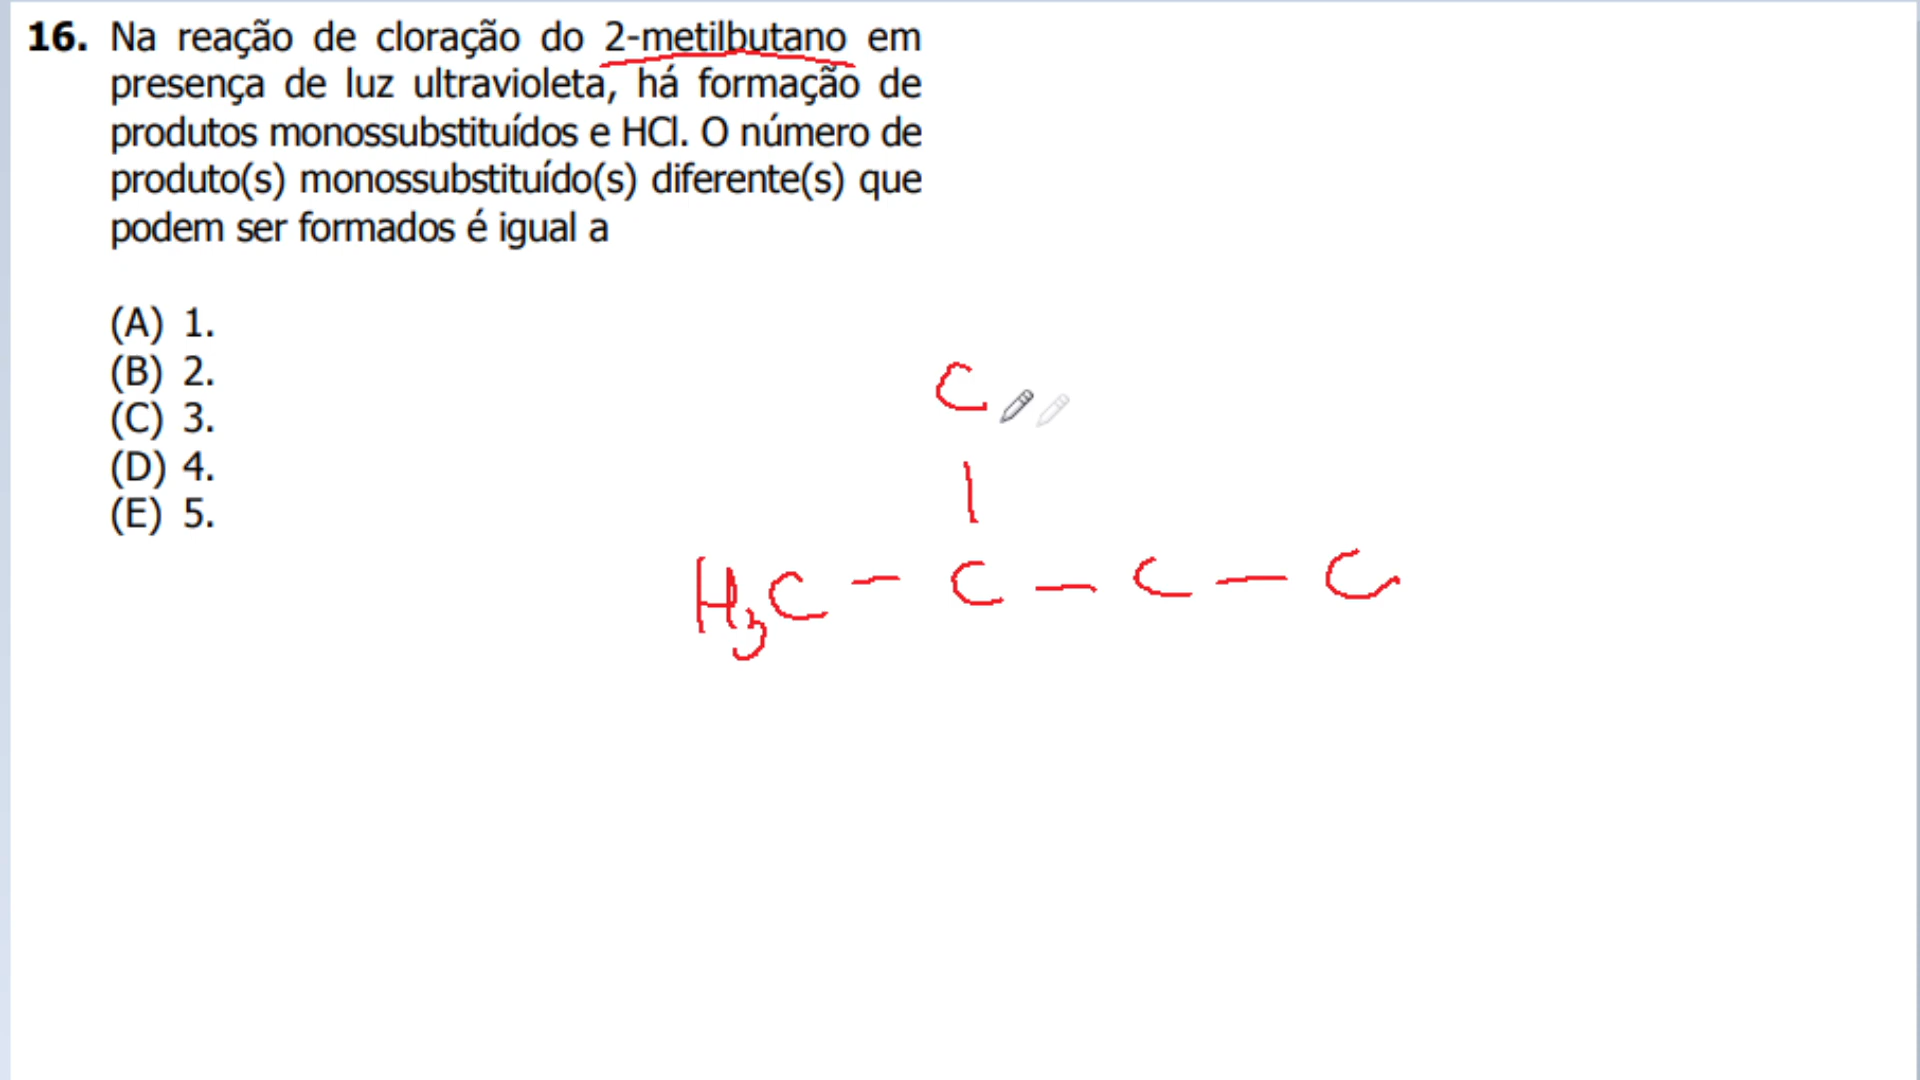 16. Na reação de cloração do 2-metilbutano em
presença de luz ultravioleta, há formação de
produtos monossubstituídos e HCl. O número de
produto(s) monossubstituído(s) diferente(s) que
podem ser formados é igual a
(A) 1.
(B) 2.
(C) 3.
(D) 4.
(E) 5.
C
|
H₃C – C – C – C